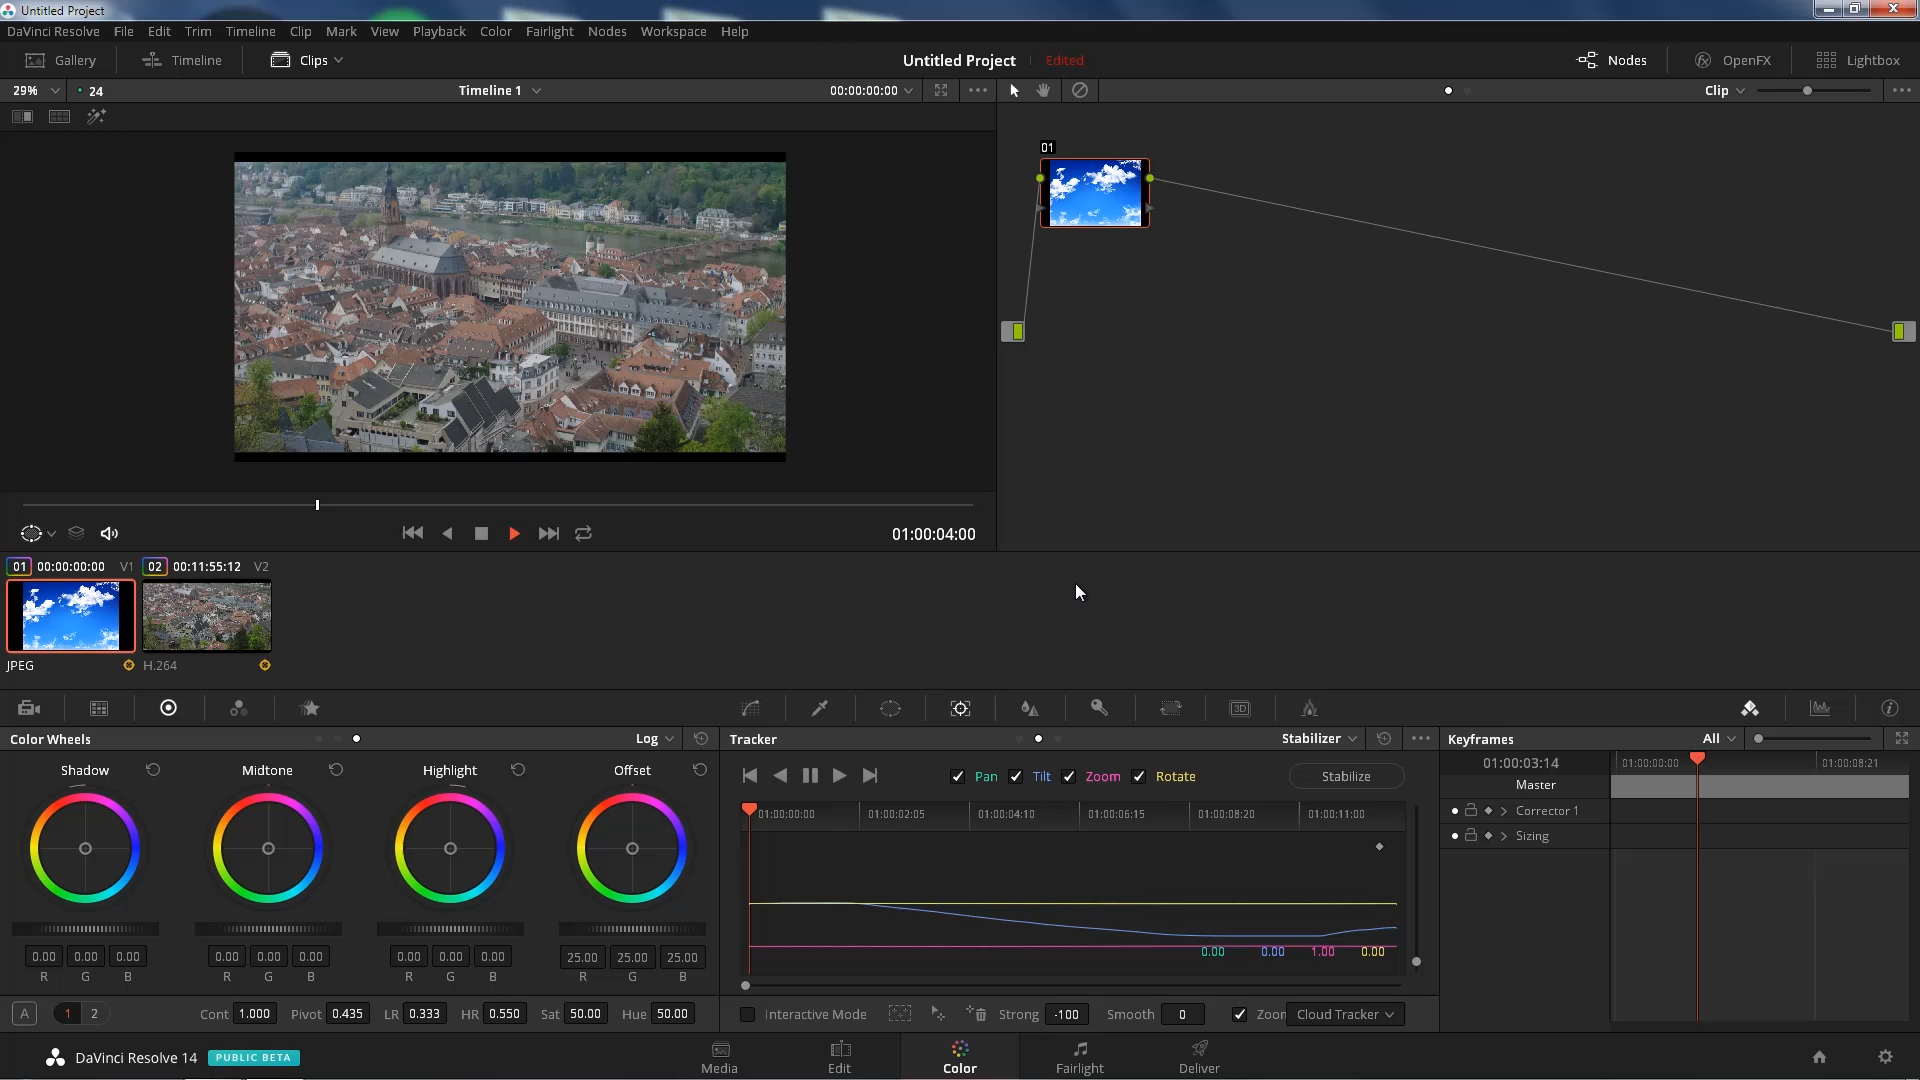 Untitled Project
DaVinci Resolve File Edit Trim Timeline Clip Mark View Playback Color Fairlight Nodes Workspace Help
Gallery Timeline Clips Untitled Project Edited Nodes OpenFX Lightbox
29% 24 Timeline 1 00:00:00:00 Clip
01
01:00:04:00
01 00:00:00:00 V1 02 00:11:55:12 V2
JPEG H.264
3D
Color Wheels Log Tracker Stabilizer Keyframes All
Shadow Midtone Highlight Offset
Pan Tilt Zoom Rotate Stabilize
01:00:03:14 01:00:00:00 01:00:08:21
Master
01:00:00:00 01:00:02:05 01:00:04:10 01:00:06:15 01:00:08:20 01:00:11:00
Corrector 1
Sizing
0.00 0.00 1.00 0.00
0.00 0.00 0.00 0.00 0.00 0.00 0.00 0.00 0.00 25.00 25.00 25.00
R G B R G B R G B R G B
A 1 2 Cont 1.000 Pivot 0.435 LR 0.333 HR 0.550 Sat 50.00 Hue 50.00
Interactive Mode Strong -100 Smooth 0 Zoom Cloud Tracker
DaVinci Resolve 14 PUBLIC BETA
Media Edit Color Fairlight Deliver